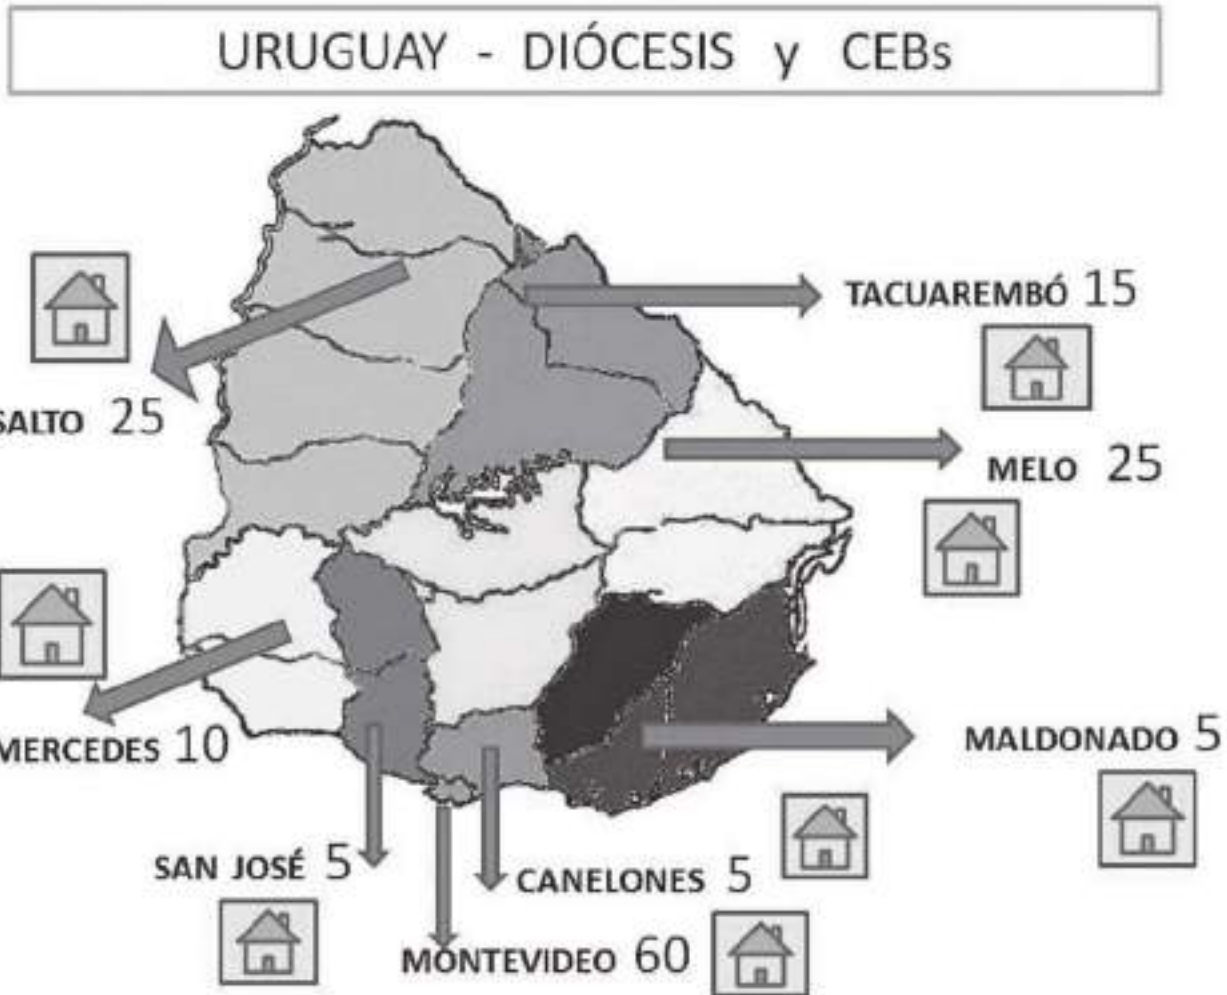 URUGUAY - DIÓCESIS y CEBs
TACUAREMBÓ 15
SALTO 25
MELO 25
MERCEDES 10
MALDONADO 5
SAN JOSÉ 5
CANELONES 5
MONTEVIDEO 60